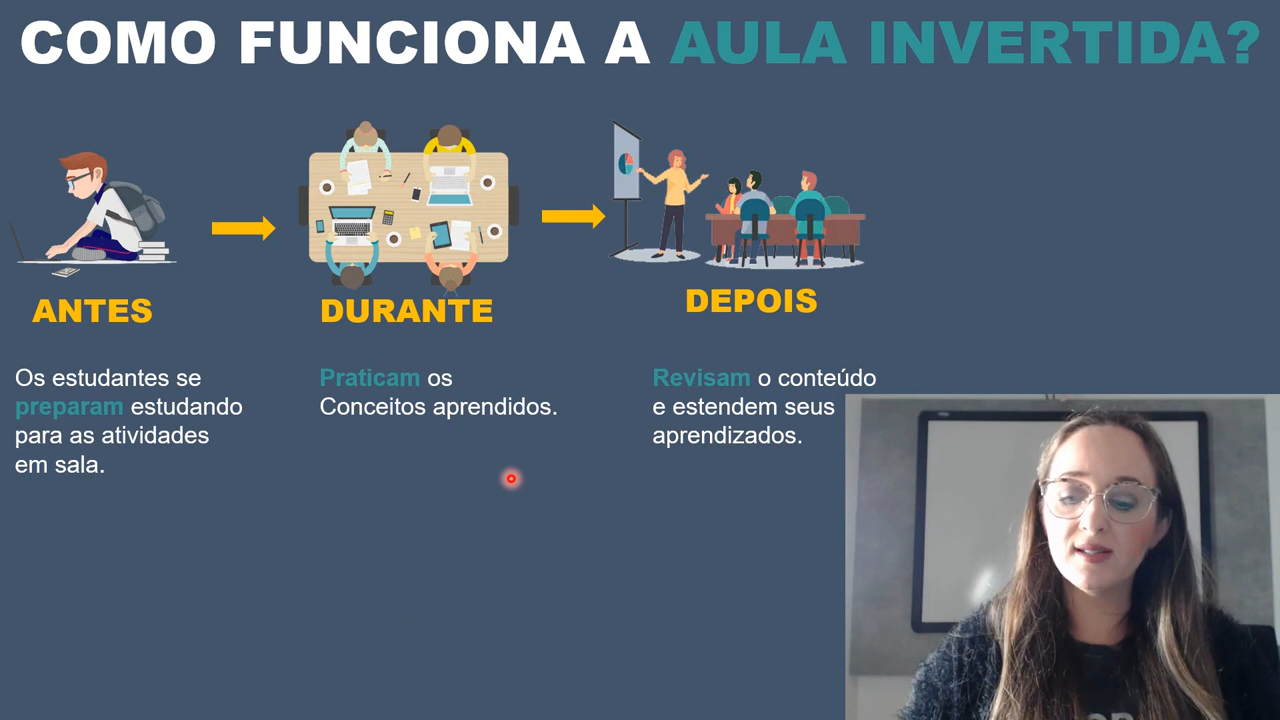 COMO FUNCIONA A AULA INVERTIDA?
ANTES
Os estudantes se
preparam estudando
para as atividades
em sala.
DURANTE
Praticam os
Conceitos aprendidos.
DEPOIS
Revisam o conteúdo
e estendem seus
aprendizados.